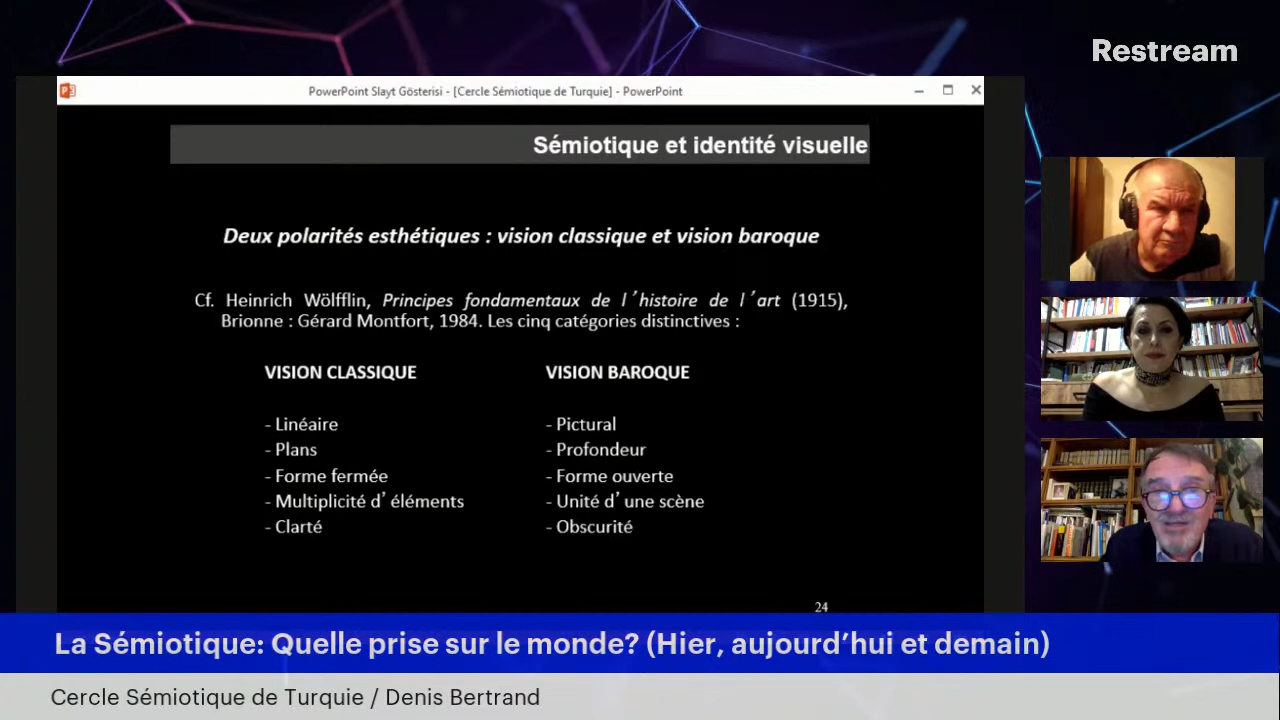 Restream
PowerPoint Slayt Gösterisi - [Cercle Sémiotique de Turquie] - PowerPoint
Sémiotique et identité visuelle
Deux polarités esthétiques : vision classique et vision baroque
Cf. Heinrich Wölfflin, Principes fondamentaux de l´histoire de l´art (1915),
Brionne : Gérard Montfort, 1984. Les cinq catégories distinctives :
VISION CLASSIQUE
- Linéaire
- Plans
- Forme fermée
- Multiplicité d’éléments
- Clarté
VISION BAROQUE
- Pictural
- Profondeur
- Forme ouverte
- Unité d’une scène
- Obscurité
24
La Sémiotique: Quelle prise sur le monde? (Hier, aujourd’hui et demain)
Cercle Sémiotique de Turquie / Denis Bertrand